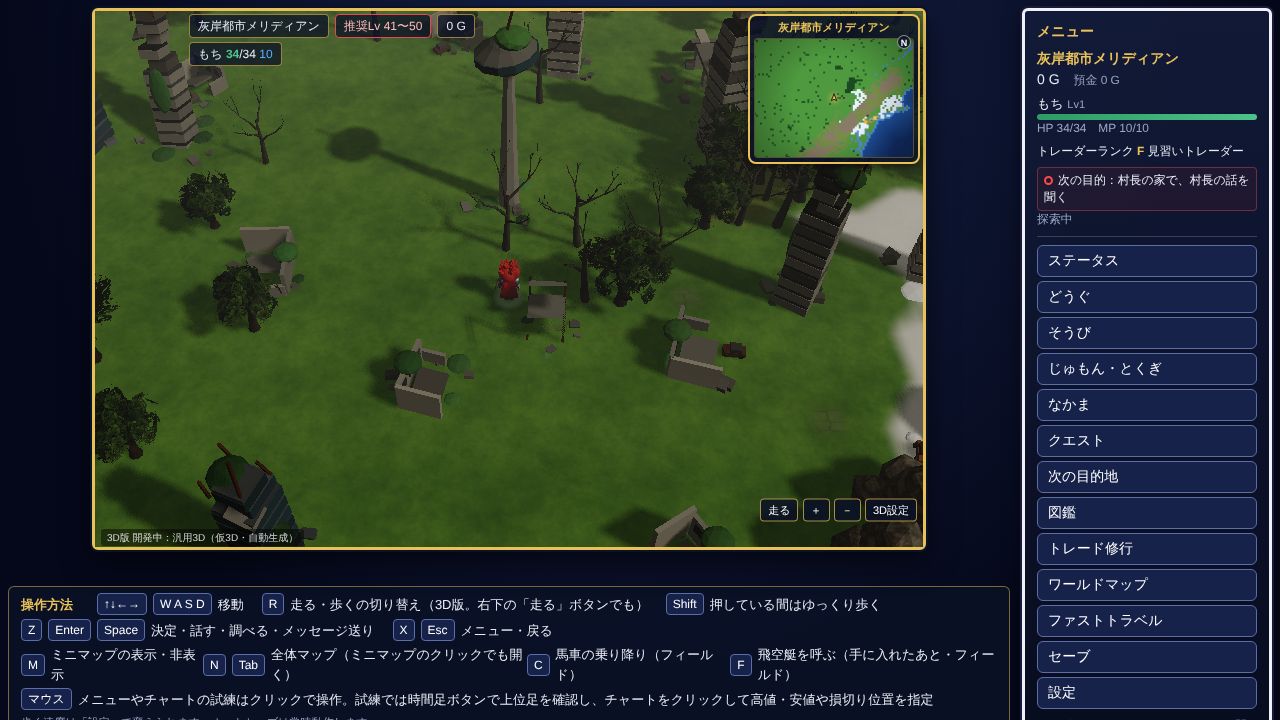 灰岸都市メリディアン
推奨Lv 41〜50
0 G
もち 34/34 10
灰岸都市メリディアン
N
走る
+
−
3D設定
3D版 開発中：汎用3D（仮3D・自動生成）
メニュー
灰岸都市メリディアン
0 G 預金 0 G
もち Lv1
HP 34/34 MP 10/10
トレーダーランク F 見習いトレーダー
次の目的：村長の家で、村長の話を
聞く
探索中
ステータス
どうぐ
そうび
じゅもん・とくぎ
なかま
クエスト
次の目的地
図鑑
トレード修行
ワールドマップ
ファストトラベル
セーブ
設定
操作方法 ↑↓←→ W A S D 移動 R 走る・歩くの切り替え（3D版。右下の「走る」ボタンでも） Shift 押している間はゆっくり歩く
Z Enter Space 決定・話す・調べる・メッセージ送り X Esc メニュー・戻る
M ミニマップの表示・非表示 N Tab 全体マップ（ミニマップのクリックでも開く） C 馬車の乗り降り（フィールド） F 飛空艇を呼ぶ（手に入れたあと・フィールド）
マウス メニューやチャートの試練はクリックで操作。試練では時間足ボタンで上位足を確認し、チャートをクリックして高値・安値や損切り位置を指定